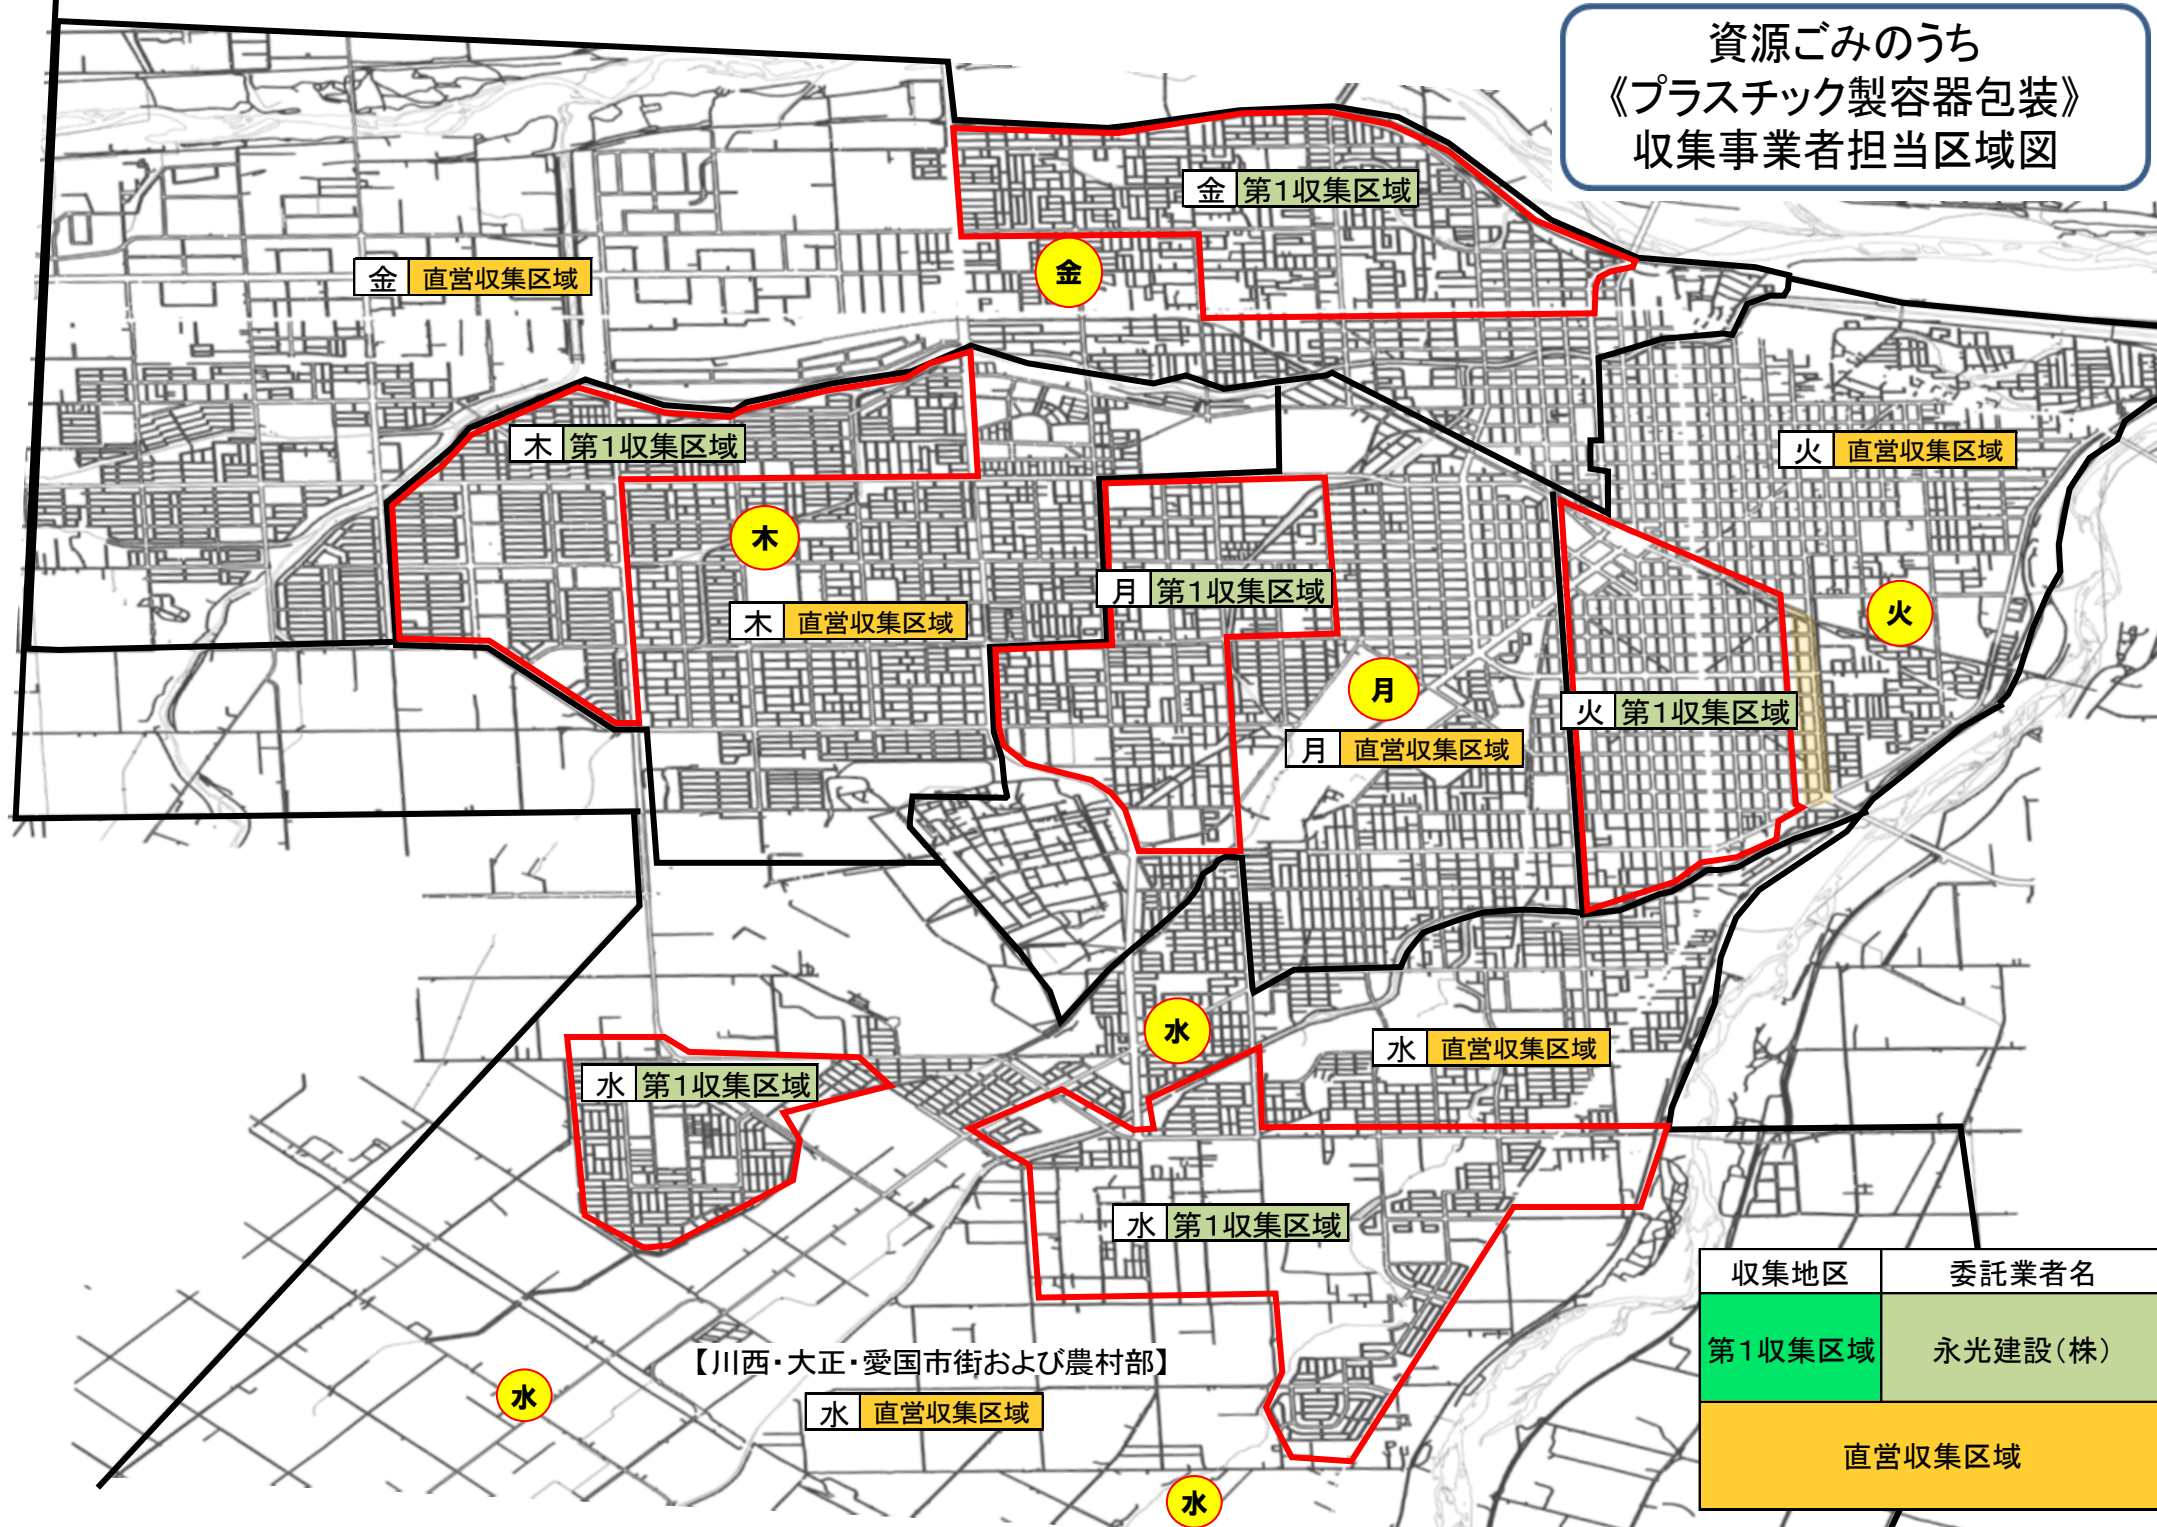 資源ごみのうち
《プラスチック製容器包装》
収集事業者担当区域図
金 第1収集区域
金
金 直営収集区域
木 第1収集区域
火 直営収集区域
木
月 第1収集区域
火
木 直営収集区域
月
火 第1収集区域
月 直営収集区域
水
水 直営収集区域
水 第1収集区域
水 第1収集区域
収集地区 委託業者名
第1収集区域 永光建設(株)
直営収集区域
【川西・大正・愛国市街および農村部】
水
水 直営収集区域
水